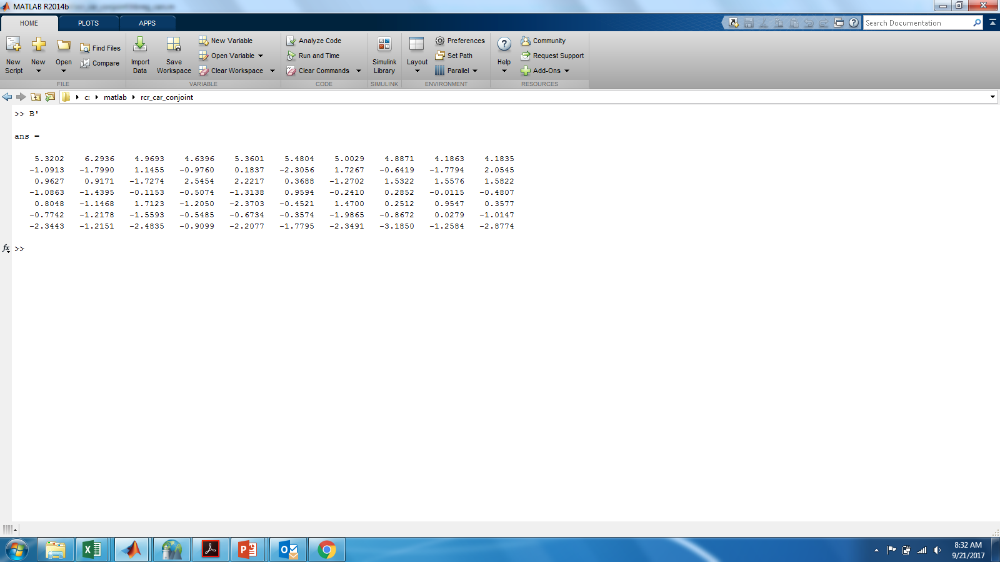 MATLAB R2014b
HOME PLOTS APPS
Search Documentation
New Script
New
Open
Find Files
Compare
Import Data
Save Workspace
New Variable
Open Variable
Clear Workspace
Analyze Code
Run and Time
Clear Commands
Simulink Library
Layout
Preferences
Set Path
Parallel
Help
Community
Request Support
Add-Ons
FILE VARIABLE CODE SIMULINK ENVIRONMENT RESOURCES
c: matlab rcr_car_conjoint
>> B'
ans =
5.3202 6.2936 4.9693 4.6396 5.3601 5.4804 5.0029 4.8871 4.1863 4.1835
-1.0913 -1.7990 1.1455 -0.9760 0.1837 -2.3056 1.7267 -0.6419 -1.7794 2.0545
0.9627 0.9171 -1.7274 2.5454 2.2217 0.3688 -1.2702 1.5322 1.5576 1.5822
-1.0863 -1.4395 -0.1153 -0.5074 -1.3138 0.9594 -0.2410 0.2852 -0.0115 -0.4807
0.8048 -1.1468 1.7123 -1.2050 -2.3703 -0.4521 1.4700 0.2512 0.9547 0.3577
-0.7742 -1.2178 -1.5593 -0.5485 -0.6734 -0.3574 -1.9865 -0.8672 0.0279 -1.0147
-2.3443 -1.2151 -2.4835 -0.9099 -2.2077 -1.7795 -2.3491 -3.1850 -1.2584 -2.8774
fx >>
8:32 AM
9/21/2017